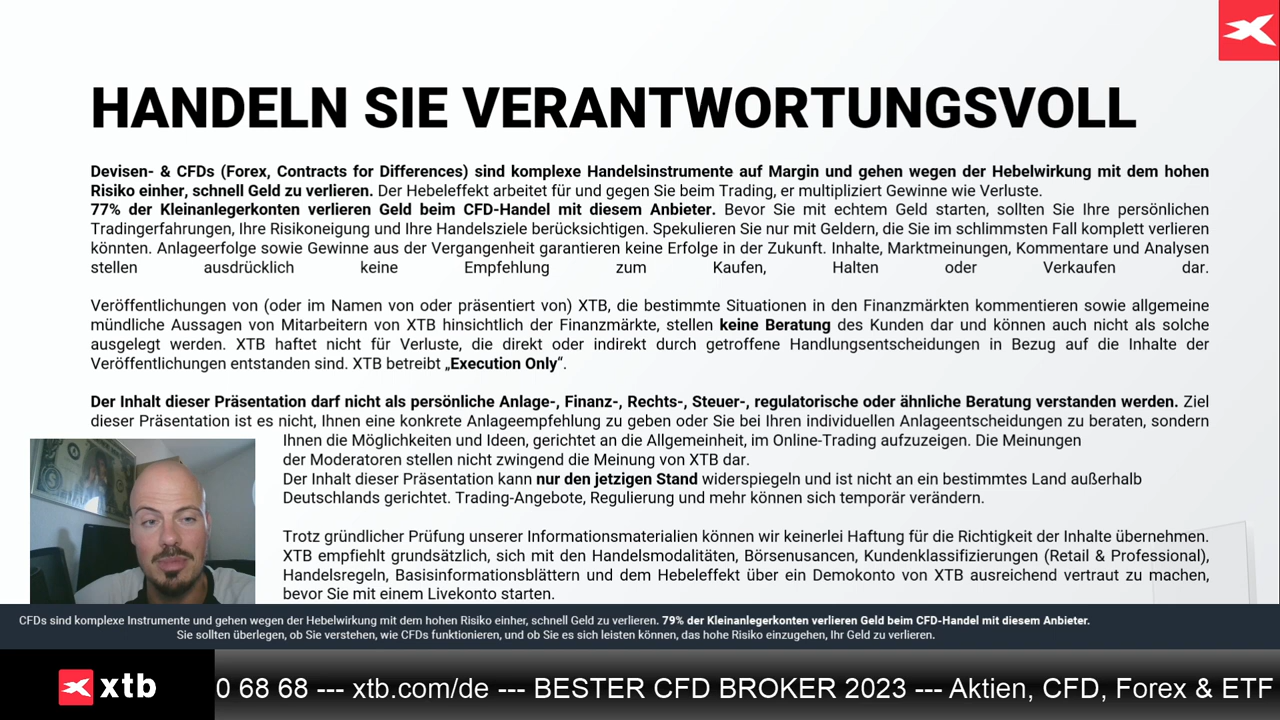 HANDELN SIE VERANTWORTUNGSVOLL
Devisen- & CFDs (Forex, Contracts for Differences) sind komplexe Handelsinstrumente auf Margin und gehen wegen der Hebelwirkung mit dem hohen
Risiko einher, schnell Geld zu verlieren. Der Hebeleffekt arbeitet für und gegen Sie beim Trading, er multipliziert Gewinne wie Verluste.
77% der Kleinanlegerkonten verlieren Geld beim CFD-Handel mit diesem Anbieter. Bevor Sie mit echtem Geld starten, sollten Sie Ihre persönlichen
Tradingerfahrungen, Ihre Risikoneigung und Ihre Handelsziele berücksichtigen. Spekulieren Sie nur mit Geldern, die Sie im schlimmsten Fall komplett verlieren
könnten. Anlageerfolge sowie Gewinne aus der Vergangenheit garantieren keine Erfolge in der Zukunft. Inhalte, Marktmeinungen, Kommentare und Analysen
stellen ausdrücklich keine Empfehlung zum Kaufen, Halten oder Verkaufen dar.
Veröffentlichungen von (oder im Namen von oder präsentiert von) XTB, die bestimmte Situationen in den Finanzmärkten kommentieren sowie allgemeine
mündliche Aussagen von Mitarbeitern von XTB hinsichtlich der Finanzmärkte, stellen keine Beratung des Kunden dar und können auch nicht als solche
ausgelegt werden. XTB haftet nicht für Verluste, die direkt oder indirekt durch getroffene Handlungsentscheidungen in Bezug auf die Inhalte der
Veröffentlichungen entstanden sind. XTB betreibt „Execution Only“.
Der Inhalt dieser Präsentation darf nicht als persönliche Anlage-, Finanz-, Rechts-, Steuer-, regulatorische oder ähnliche Beratung verstanden werden. Ziel
dieser Präsentation ist es nicht, Ihnen eine konkrete Anlageempfehlung zu geben oder Sie bei Ihren individuellen Anlageentscheidungen zu beraten, sondern
Ihnen die Möglichkeiten und Ideen, gerichtet an die Allgemeinheit, im Online-Trading aufzuzeigen. Die Meinungen
der Moderatoren stellen nicht zwingend die Meinung von XTB dar.
Der Inhalt dieser Präsentation kann nur den jetzigen Stand widerspiegeln und ist nicht an ein bestimmtes Land außerhalb
Deutschlands gerichtet. Trading-Angebote, Regulierung und mehr können sich temporär verändern.
Trotz gründlicher Prüfung unserer Informationsmaterialien können wir keinerlei Haftung für die Richtigkeit der Inhalte übernehmen.
XTB empfiehlt grundsätzlich, sich mit den Handelsmodalitäten, Börsenusancen, Kundenklassifizierungen (Retail & Professional),
Handelsregeln, Basisinformationsblättern und dem Hebeleffekt über ein Demokonto von XTB ausreichend vertraut zu machen,
bevor Sie mit einem Livekonto starten.
CFDs sind komplexe Instrumente und gehen wegen der Hebelwirkung mit dem hohen Risiko einher, schnell Geld zu verlieren. 79% der Kleinanlegerkonten verlieren Geld beim CFD-Handel mit diesem Anbieter.
Sie sollten überlegen, ob Sie verstehen, wie CFDs funktionieren, und ob Sie es sich leisten können, das hohe Risiko einzugehen, Ihr Geld zu verlieren.
xtb 0 68 68 --- xtb.com/de --- BESTER CFD BROKER 2023 --- Aktien, CFD, Forex & ETF